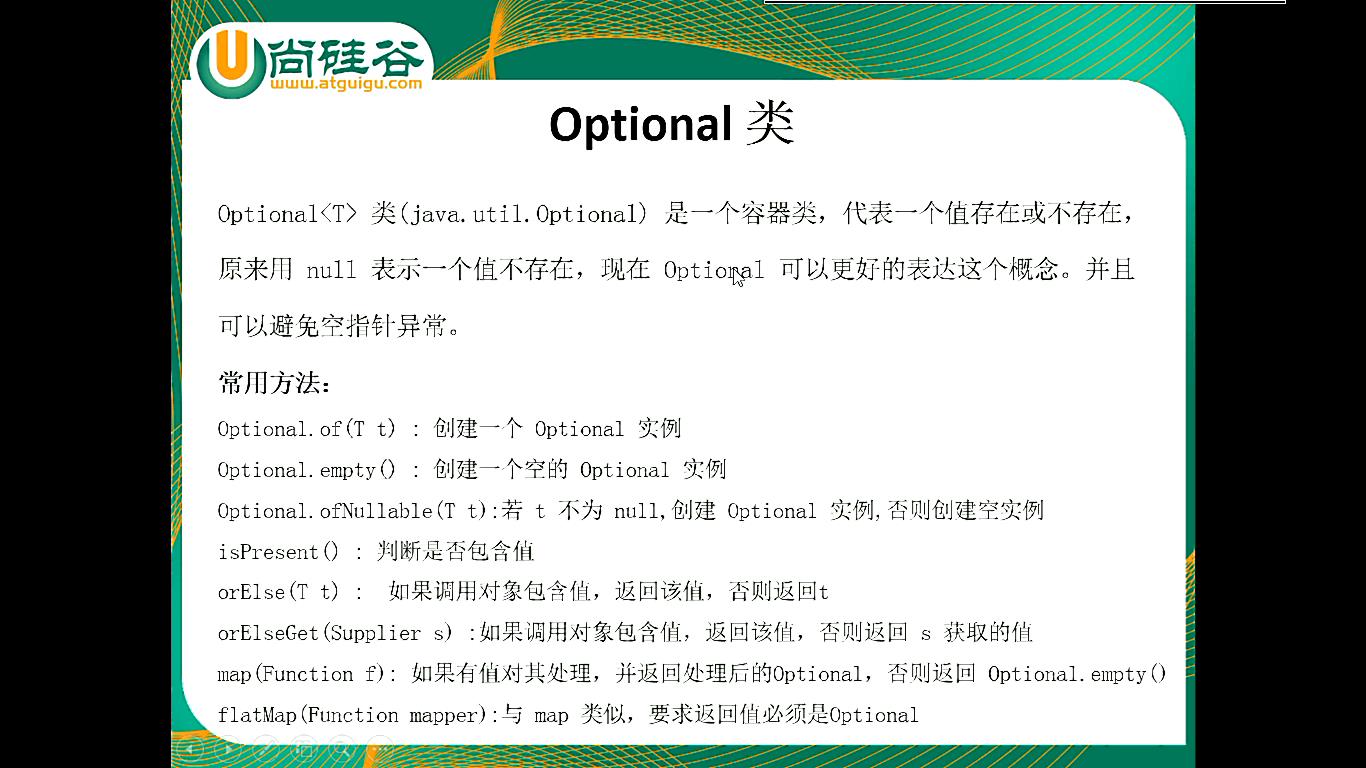 尚硅谷
www.atguigu.com
Optional 类
Optional<T> 类(java.util.Optional) 是一个容器类，代表一个值存在或不存在，
原来用 null 表示一个值不存在，现在 Optional 可以更好的表达这个概念。并且
可以避免空指针异常。
常用方法：
Optional.of(T t) : 创建一个 Optional 实例
Optional.empty() : 创建一个空的 Optional 实例
Optional.ofNullable(T t):若 t 不为 null,创建 Optional 实例,否则创建空实例
isPresent() : 判断是否包含值
orElse(T t) :  如果调用对象包含值，返回该值，否则返回t
orElseGet(Supplier s) :如果调用对象包含值，返回该值，否则返回 s 获取的值
map(Function f): 如果有值对其处理，并返回处理后的Optional，否则返回 Optional.empty()
flatMap(Function mapper):与 map 类似，要求返回值必须是Optional